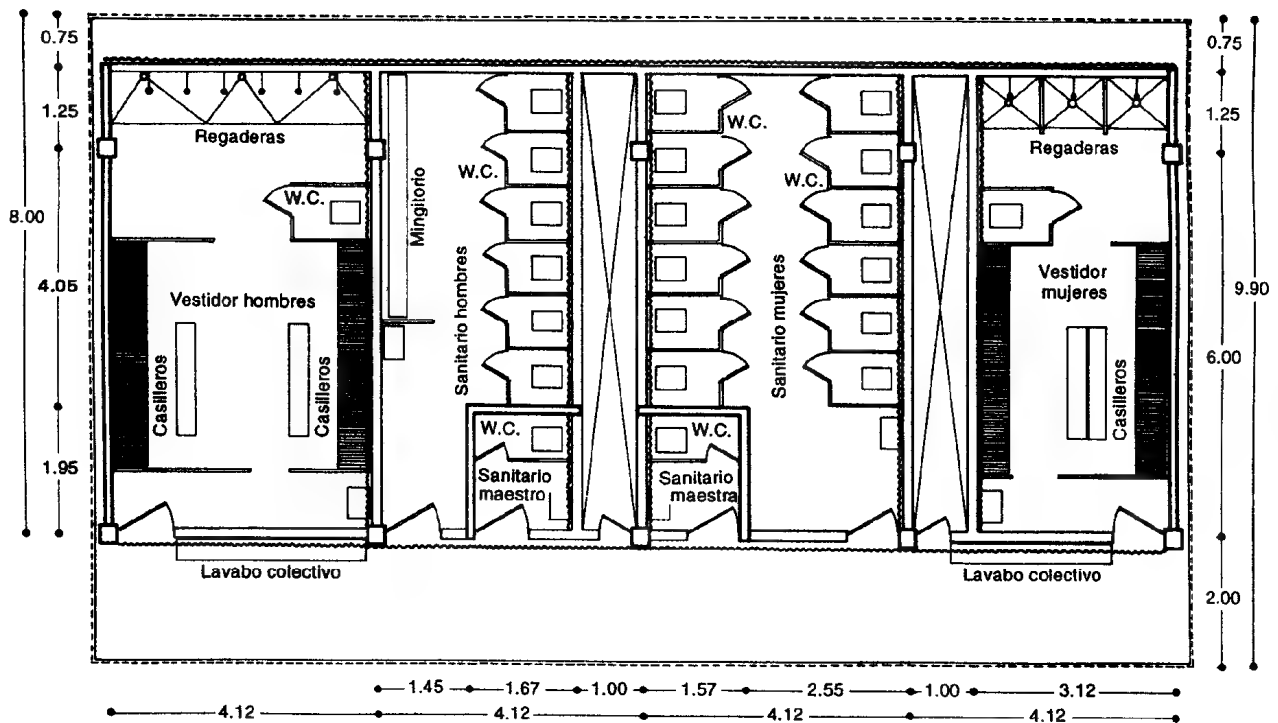 0.75
0.75
1.25
1.25
Regaderas
Regaderas
W.C.
W.C.
W.C.
W.C.
Mingitorio
8.00
4.05
Vestidor hombres
Casilleros
Casilleros
Sanitario hombres
Sanitario mujeres
Vestidor
mujeres
Casilleros
9.90
6.00
1.95
W.C.
W.C.
Sanitario
maestro
Sanitario
maestra
Lavabo colectivo
Lavabo colectivo
2.00
1.45
1.67
1.00
1.57
2.55
1.00
3.12
4.12
4.12
4.12
4.12